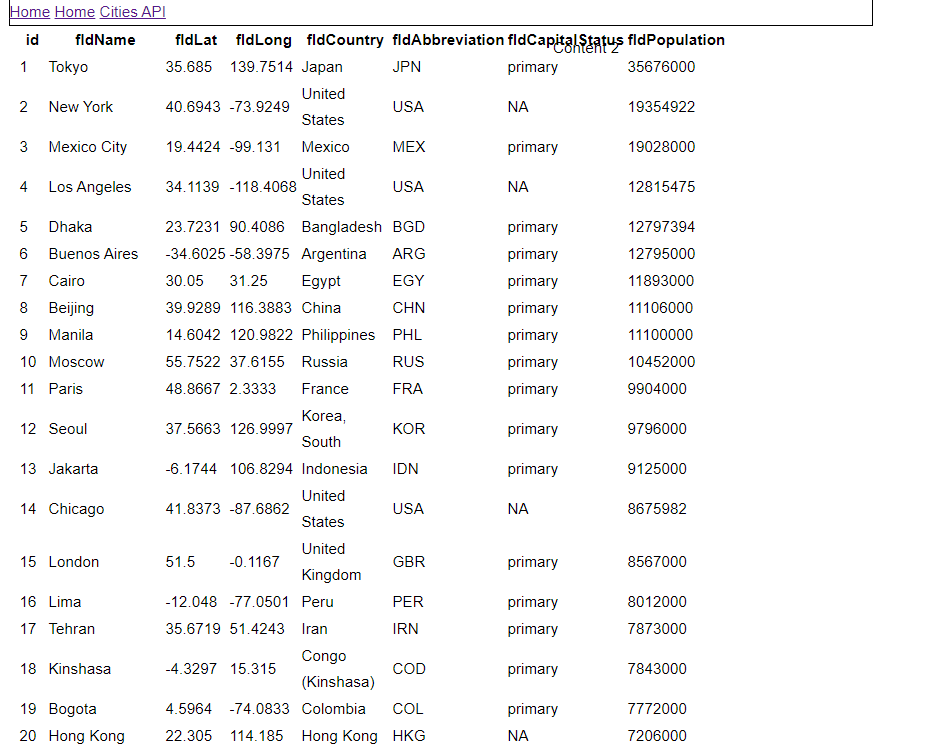 Home Home Cities API
id fldName fldLat fldLong fldCountry fldAbbreviation fldCapitalStatus fldPopulation
Content 2
1 Tokyo 35.685 139.7514 Japan JPN primary 35676000
2 New York 40.6943 -73.9249 United States USA NA 19354922
3 Mexico City 19.4424 -99.131 Mexico MEX primary 19028000
4 Los Angeles 34.1139 -118.4068 United States USA NA 12815475
5 Dhaka 23.7231 90.4086 Bangladesh BGD primary 12797394
6 Buenos Aires -34.6025 -58.3975 Argentina ARG primary 12795000
7 Cairo 30.05 31.25 Egypt EGY primary 11893000
8 Beijing 39.9289 116.3883 China CHN primary 11106000
9 Manila 14.6042 120.9822 Philippines PHL primary 11100000
10 Moscow 55.7522 37.6155 Russia RUS primary 10452000
11 Paris 48.8667 2.3333 France FRA primary 9904000
12 Seoul 37.5663 126.9997 Korea, South KOR primary 9796000
13 Jakarta -6.1744 106.8294 Indonesia IDN primary 9125000
14 Chicago 41.8373 -87.6862 United States USA NA 8675982
15 London 51.5 -0.1167 United Kingdom GBR primary 8567000
16 Lima -12.048 -77.0501 Peru PER primary 8012000
17 Tehran 35.6719 51.4243 Iran IRN primary 7873000
18 Kinshasa -4.3297 15.315 Congo (Kinshasa) COD primary 7843000
19 Bogota 4.5964 -74.0833 Colombia COL primary 7772000
20 Hong Kong 22.305 114.185 Hong Kong HKG NA 7206000